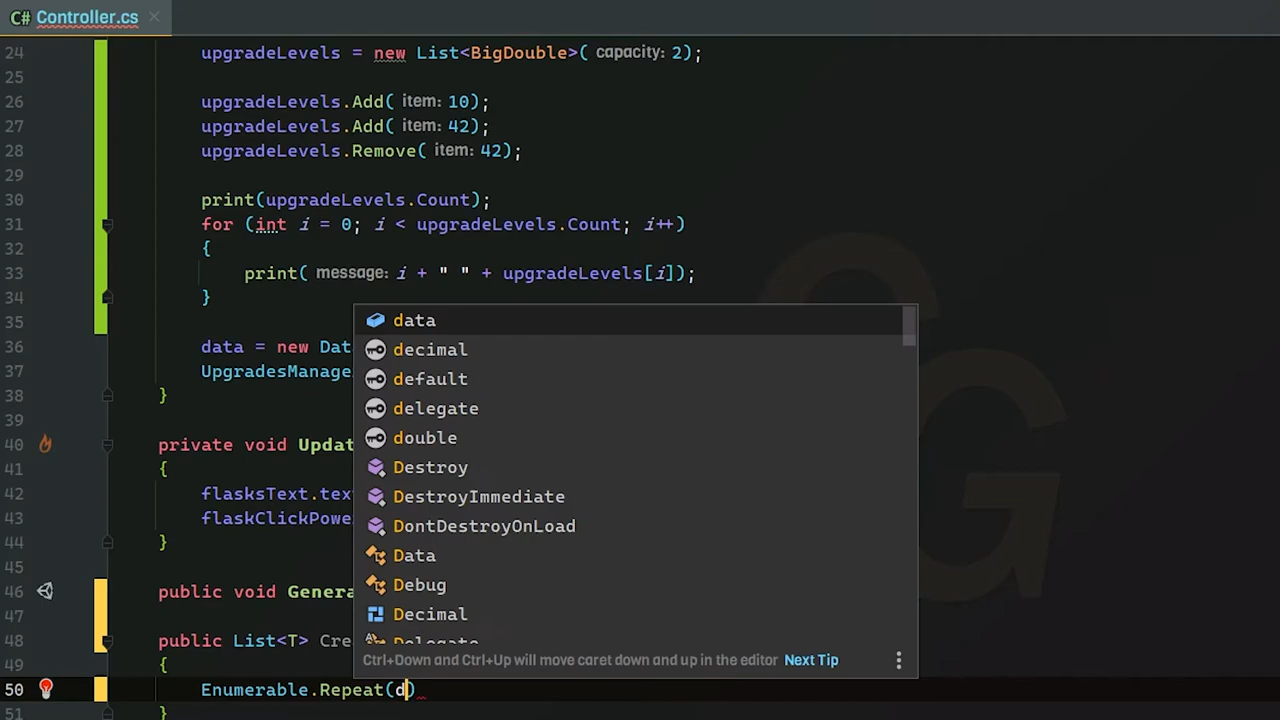 C# Controller.cs ×
24 upgradeLevels = new List<BigDouble>( capacity: 2);
25
26 upgradeLevels.Add( item: 10);
27 upgradeLevels.Add( item: 42);
28 upgradeLevels.Remove( item: 42);
29
30 print(upgradeLevels.Count);
31 for (int i = 0; i < upgradeLevels.Count; i++)
32 {
33 print( message: i + " " + upgradeLevels[i]);
34 }
35
36 data = new Dat
37 UpgradesManage
38 }
39
40 private void Updat
41 {
42 flasksText.tex
43 flaskClickPowe
44 }
45
46 public void Genera
47
48 public List<T> Cre
49 {
50 Enumerable.Repeat(d)
51 }
data
decimal
default
delegate
double
Destroy
DestroyImmediate
DontDestroyOnLoad
Data
Debug
Decimal
Delegate
Ctrl+Down and Ctrl+Up will move caret down and up in the editor Next Tip
G
G